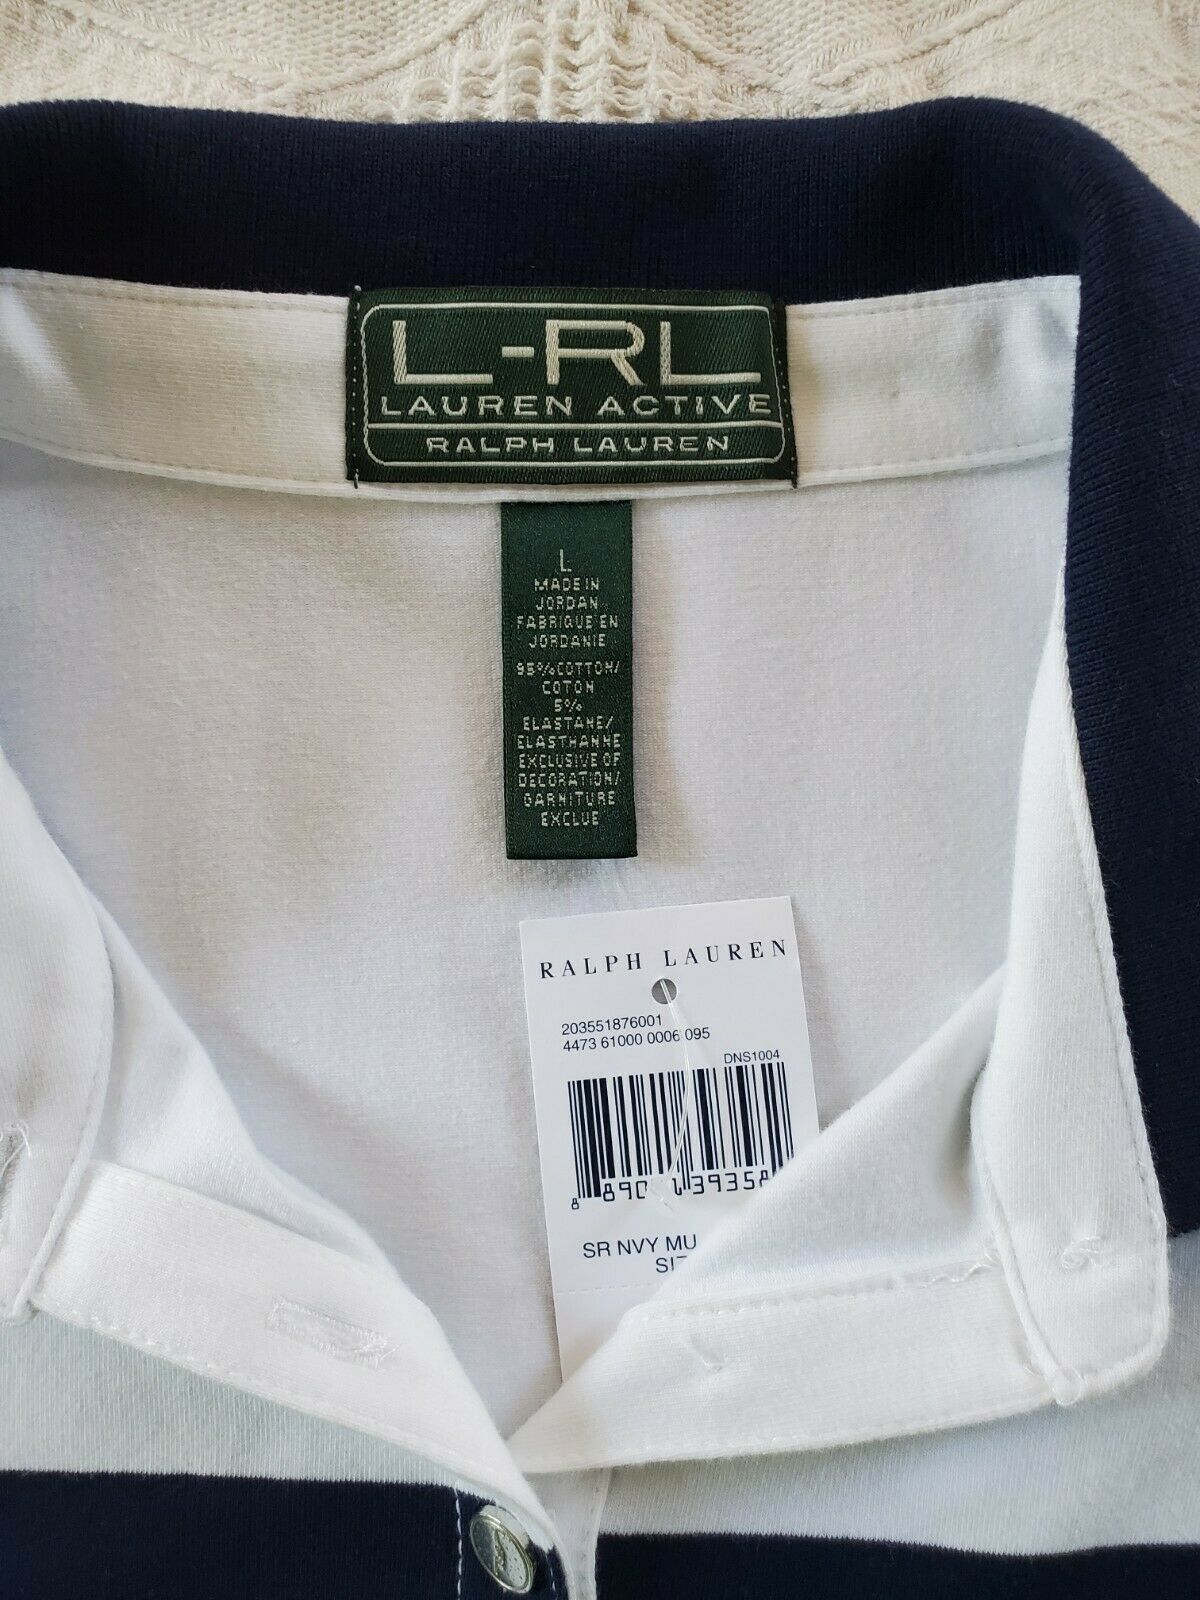 L-RL
LAUREN ACTIVE
RALPH LAUREN
L
MADE IN
JORDAN
FABRIQUE EN
JORDANIE
95% COTTON/
COTON
5%
ELASTANE/
ELASTHANNE
EXCLUSIVE OF
DECORATION/
GARNITURE
EXCLUE
RALPH LAUREN
203551876001
4473 61000 0006 095
DNS1004
SR NVY MU